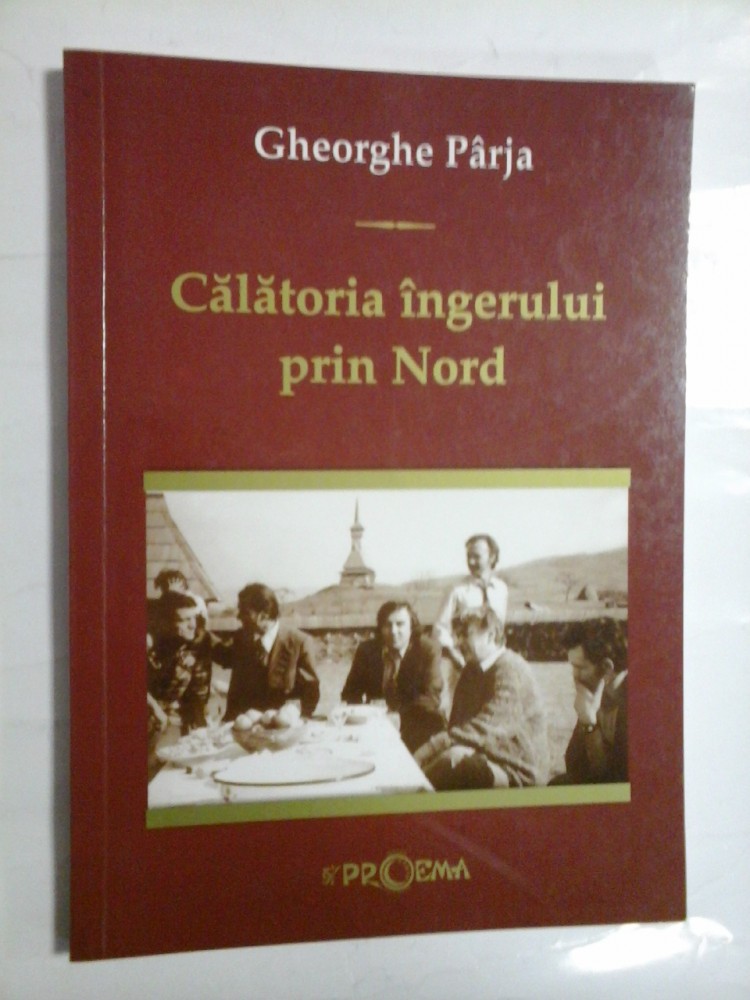 Gheorghe Pârja
Călătoria îngerului
prin Nord
PROEMA